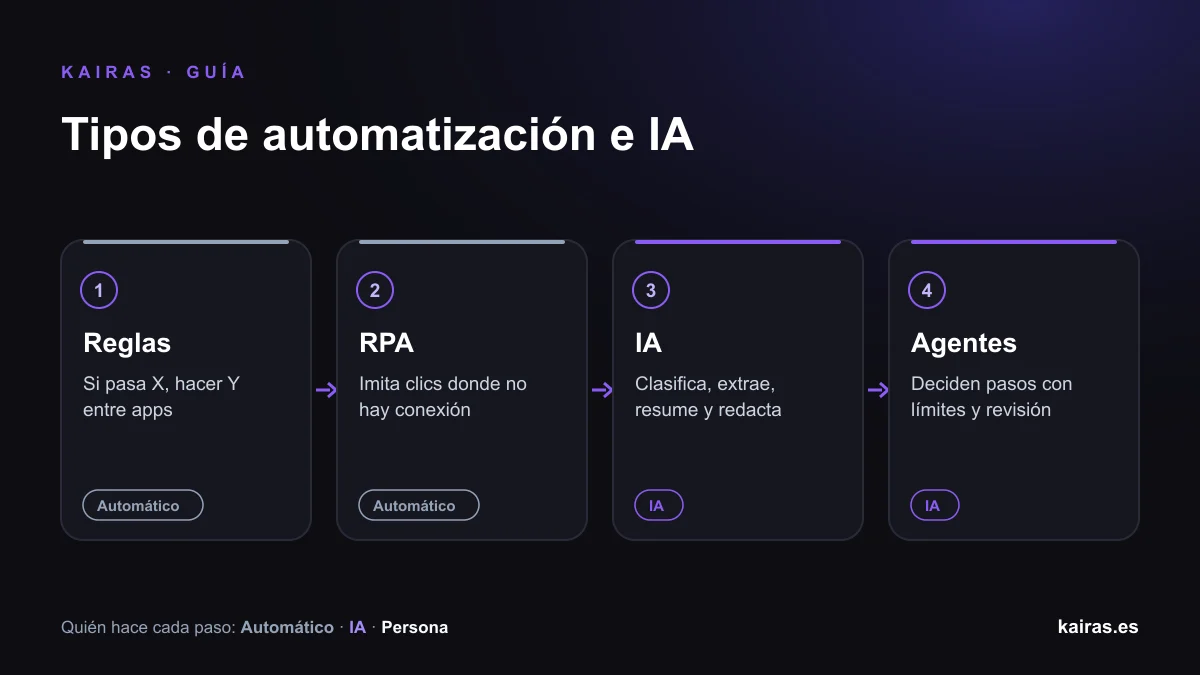 KAIRAS · GUÍA
Tipos de automatización e IA
1
Reglas
Si pasa X, hacer Y
entre apps
Automático
2
RPA
Imita clics donde no
hay conexión
Automático
3
IA
Clasifica, extrae,
resume y redacta
IA
4
Agentes
Deciden pasos con
límites y revisión
IA
Quién hace cada paso: Automático · IA · Persona
kairas.es